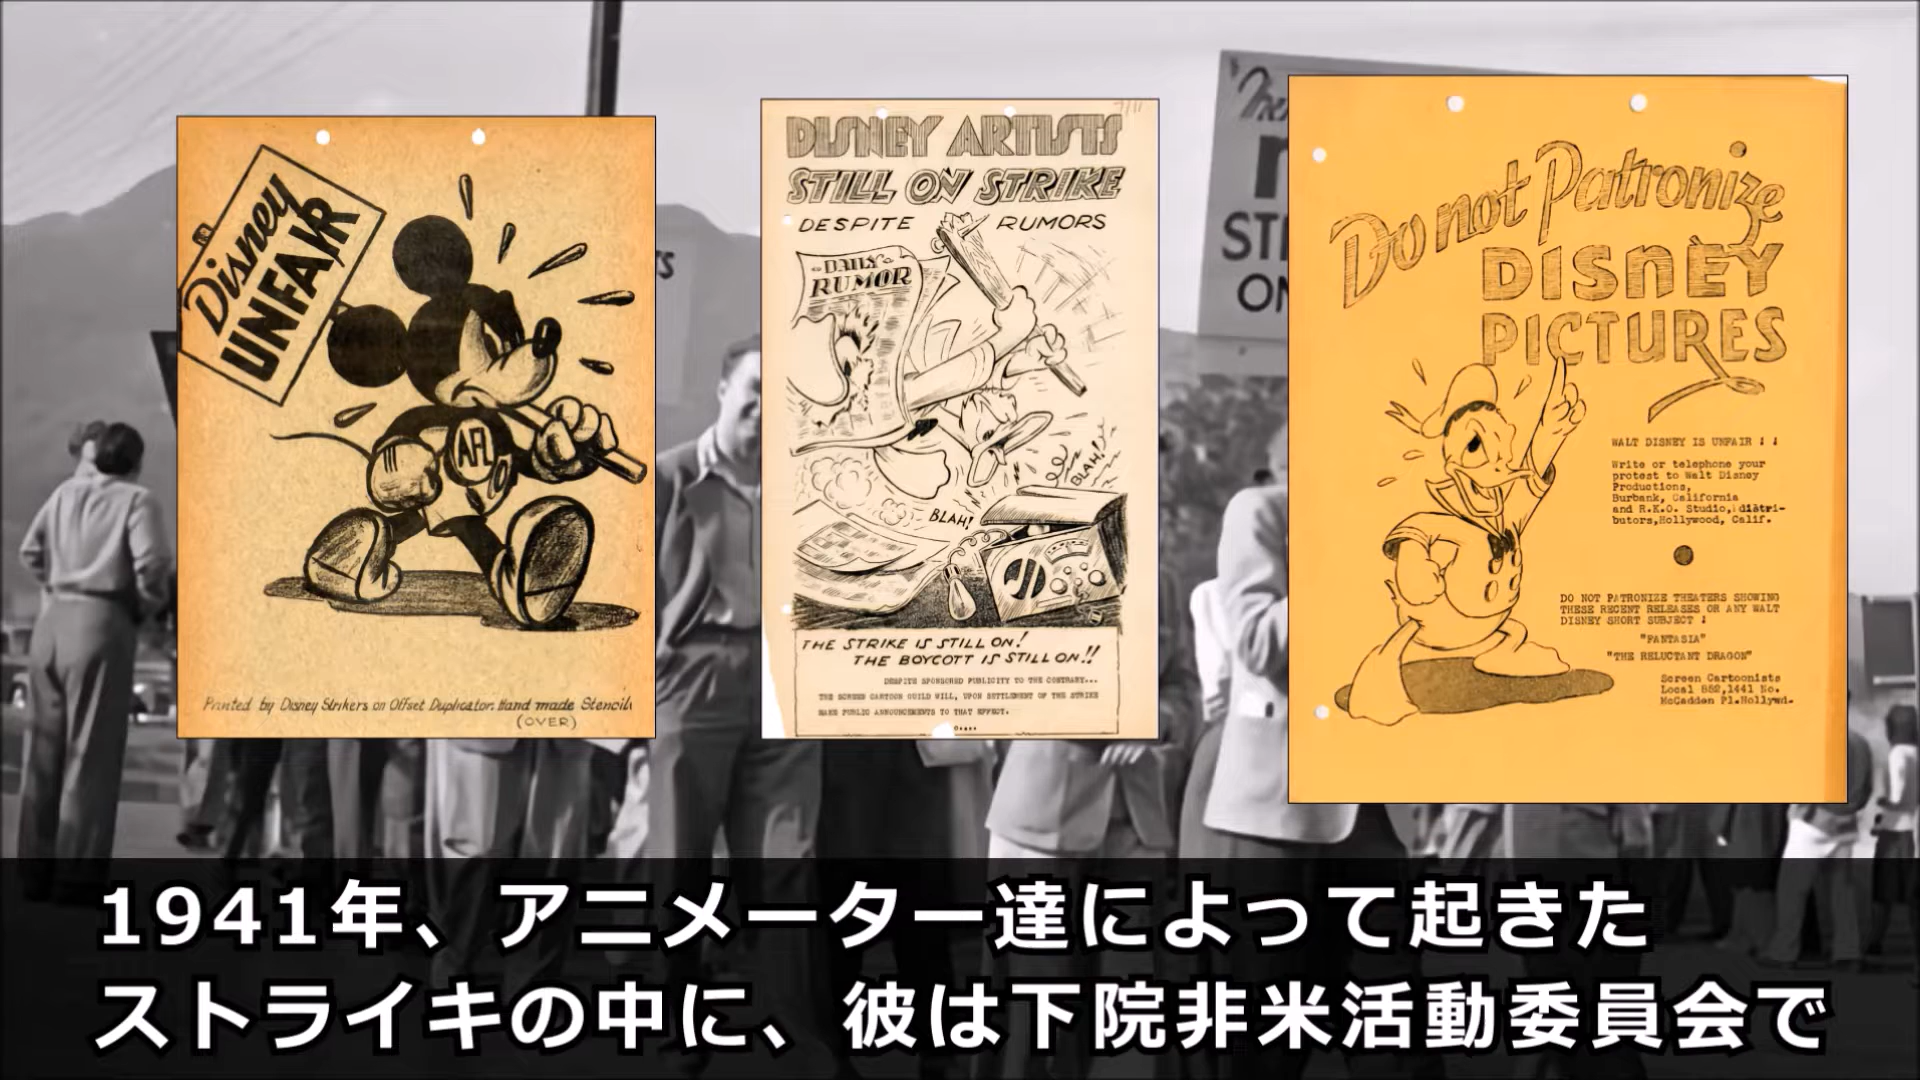 Disney
UNFAIR
AFL
Printed by Disney Strikers on Offset Duplicator. Hand made Stencils
(OVER)
7/11
DISNEY ARTISTS
STILL ON STRIKE
DESPITE RUMORS
DAILY
RUMOR
BLAH!
BLAH!
THE STRIKE IS STILL ON!
THE BOYCOTT IS STILL ON!!
DESPITE SPONSORED PUBLICITY TO THE CONTRARY...
THE SCREEN CARTOON GUILD WILL, UPON SETTLEMENT OF THE STRIKE
MAKE PUBLIC ANNOUNCEMENTS TO THAT EFFECT.
STI
ON
Do not Patronize
DISNEY
PICTURES
WALT DISNEY IS UNFAIR ! !
Write or telephone your
protest to Walt Disney
Productions,
Burbank, California
and R.K.O. Studio, distri-
butors, Hollywood, Calif.
DO NOT PATRONIZE THEATERS SHOWING
THESE RECENT RELEASES OR ANY WALT
DISNEY SHORT SUBJECT !
"FANTASIA"
"THE RELUCTANT DRAGON"
Screen Cartoonists
Local 852, 1441 No.
McCadden Pl. Hollywd.
1941年、アニメーター達によって起きた
ストライキの中に、彼は下院非米活動委員会で